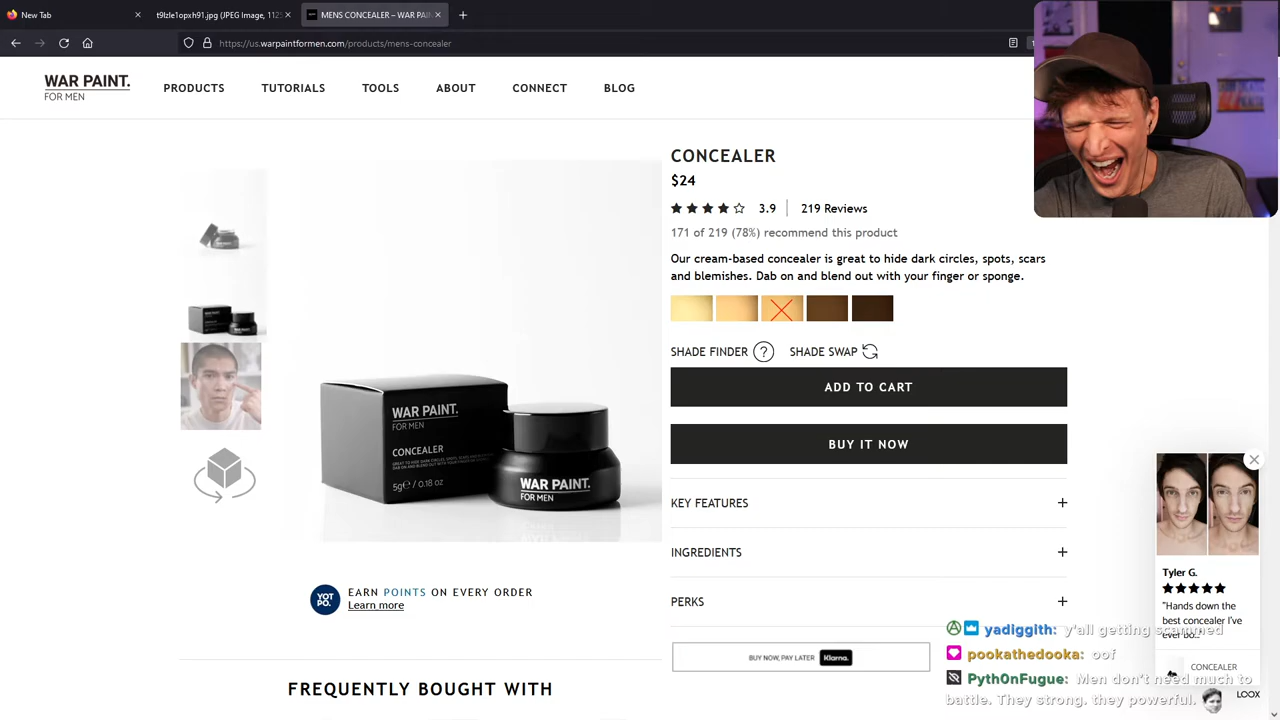 New Tab
t9lzle1opxh91.jpg (JPEG Image, 112
MENS CONCEALER – WAR PAIN
https://us.warpaintformen.com/products/mens-concealer
WAR PAINT.
FOR MEN
PRODUCTS
TUTORIALS
TOOLS
ABOUT
CONNECT
BLOG
CONCEALER
$24
3.9
219 Reviews
171 of 219 (78%) recommend this product
Our cream-based concealer is great to hide dark circles, spots, scars
and blemishes. Dab on and blend out with your finger or sponge.
SHADE FINDER ?
SHADE SWAP
ADD TO CART
BUY IT NOW
KEY FEATURES +
INGREDIENTS +
PERKS +
BUY NOW, PAY LATER Klarna.
WAR PAINT.
FOR MEN
CONCEALER
5g℮ / 0.18 oz
WAR PAINT.
FOR MEN
YOT
PO.
EARN POINTS ON EVERY ORDER
Learn more
FREQUENTLY BOUGHT WITH
Tyler G.
"Hands down the
best concealer I've
CONCEALER
LOOX
yadiggith: y'all getting scammed
pookathedooka: oof
Pyth0nFugue: Men don't need much to
battle. They strong. they powerful.